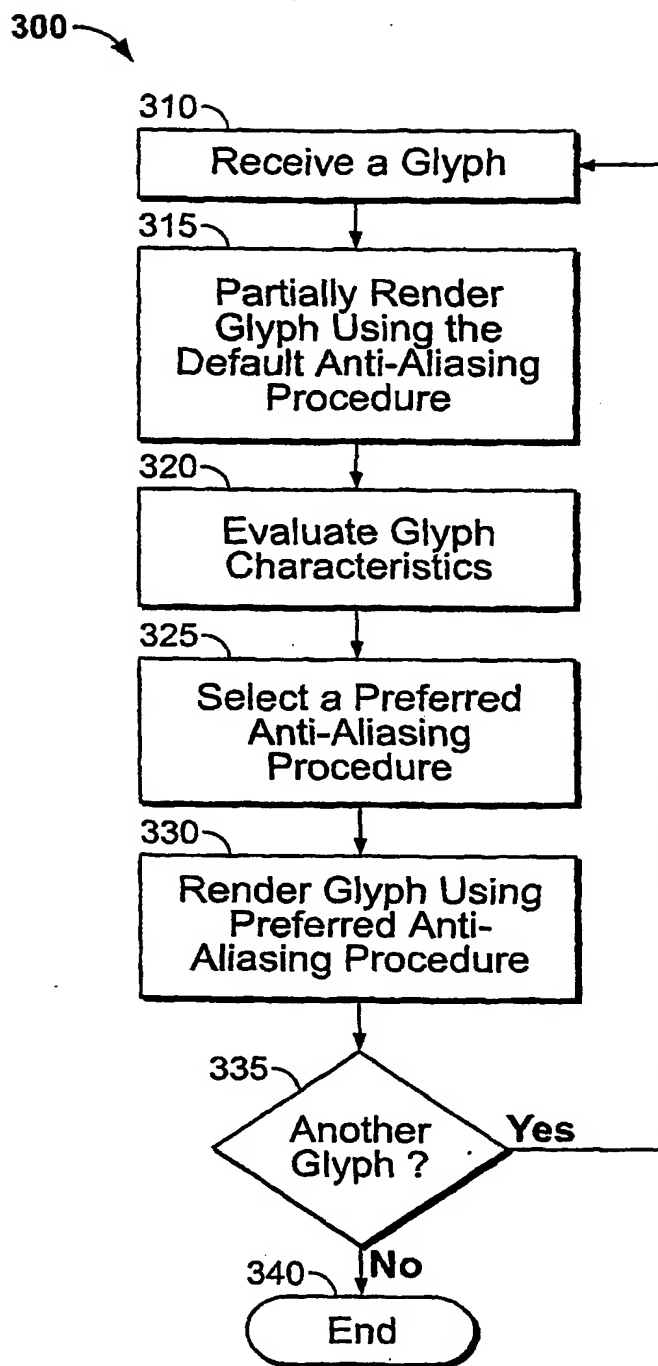 300
310
Receive a Glyph
315
Partially Render
Glyph Using the
Default Anti-Aliasing
Procedure
320
Evaluate Glyph
Characteristics
325
Select a Preferred
Anti-Aliasing
Procedure
330
Render Glyph Using
Preferred Anti-
Aliasing Procedure
335
Another
Glyph ?
Yes
No
340
End